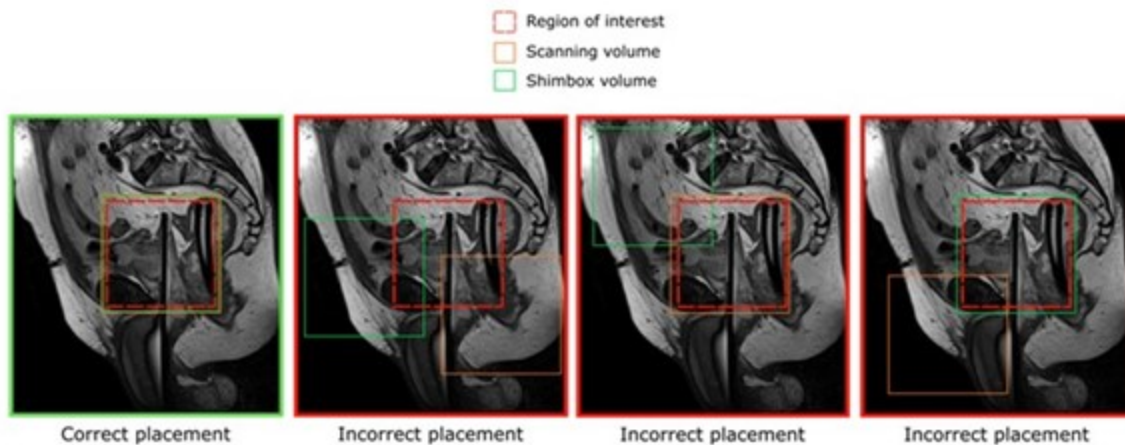 Region of interest
Scanning volume
Shimbox volume
Correct placement
Incorrect placement
Incorrect placement
Incorrect placement